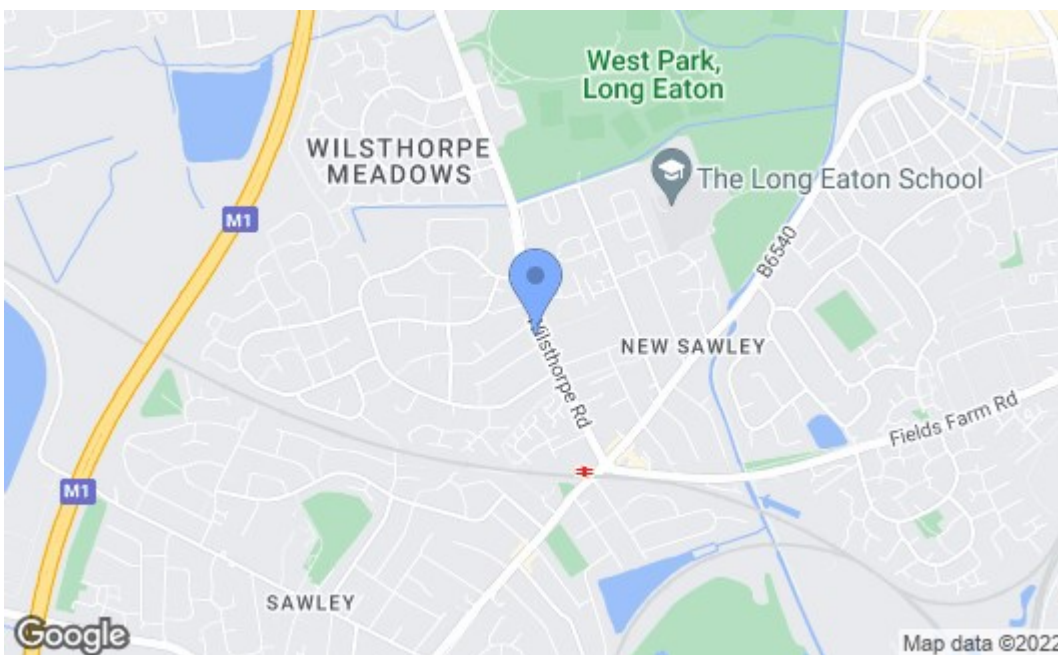 West Park,
Long Eaton
WILSTHORPE
MEADOWS
The Long Eaton School
M1
B6540
Wilsthorpe Rd
NEW SAWLEY
Fields Farm Rd
M1
SAWLEY
Google
Map data ©2022